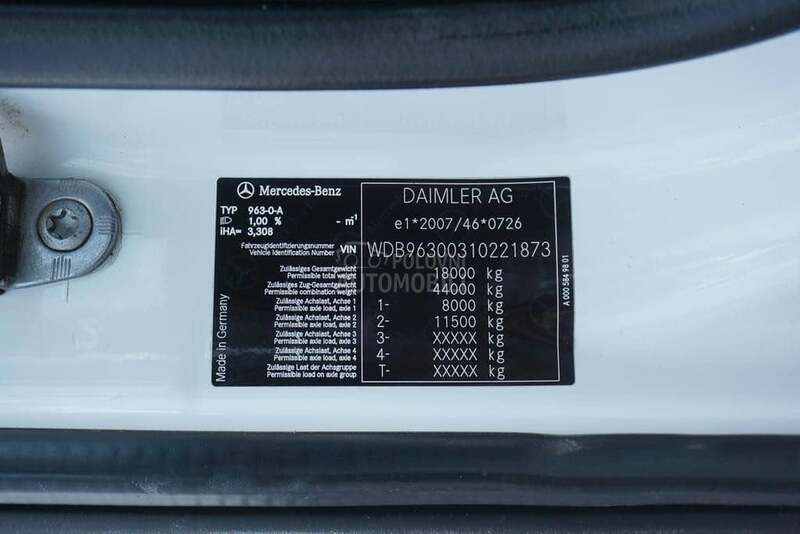 Mercedes-Benz
DAIMLER AG
TYP 963-0-A
1,00 % - m⁻¹
e1*2007/46*0726
iHA= 3,308
Fahrzeugidentifizierungsnummer
Vehicle Identification Number VIN WDB96300310221873
POLOVNI
AUTOMOBILI
Zulässiges Gesamtgewicht
Permissible total weight 18000 kg
Zulässiges Zug-Gesamtgewicht
Permissible combination weight 44000 kg
Zulässige Achslast, Achse 1
Permissible axle load, axle 1 1- 8000 kg
Zulässige Achslast, Achse 2
Permissible axle load, axle 2 2- 11500 kg
Zulässige Achslast, Achse 3
Permissible axle load, axle 3 3- XXXXX kg
Zulässige Achslast, Achse 4
Permissible axle load, axle 4 4- XXXXX kg
Zulässige Last der Achsgruppe
Permissible load on axle group T- XXXXX kg
Made in Germany
A 000 584 98 01